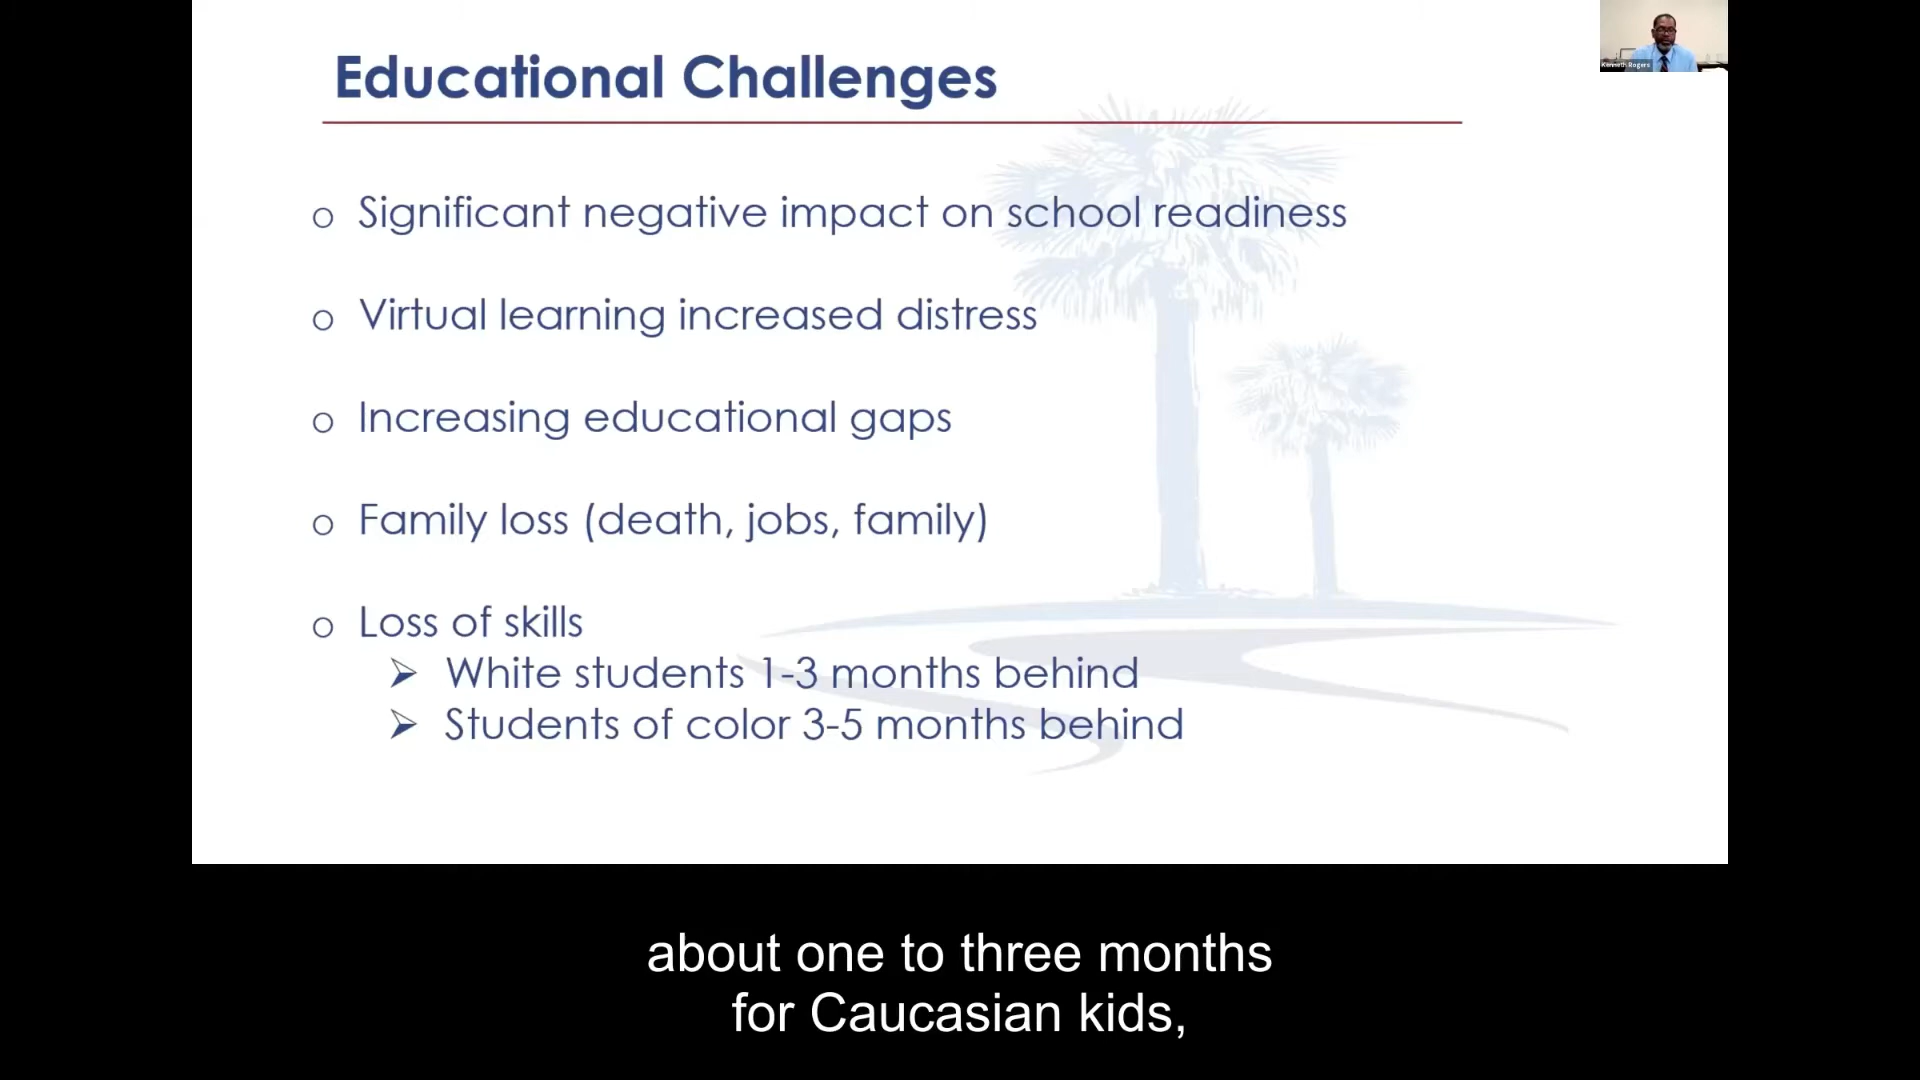 Educational Challenges
Kenneth Rogers
o Significant negative impact on school readiness
o Virtual learning increased distress
o Increasing educational gaps
o Family loss (death, jobs, family)
o Loss of skills
➢ White students 1-3 months behind
➢ Students of color 3-5 months behind
about one to three months
for Caucasian kids,